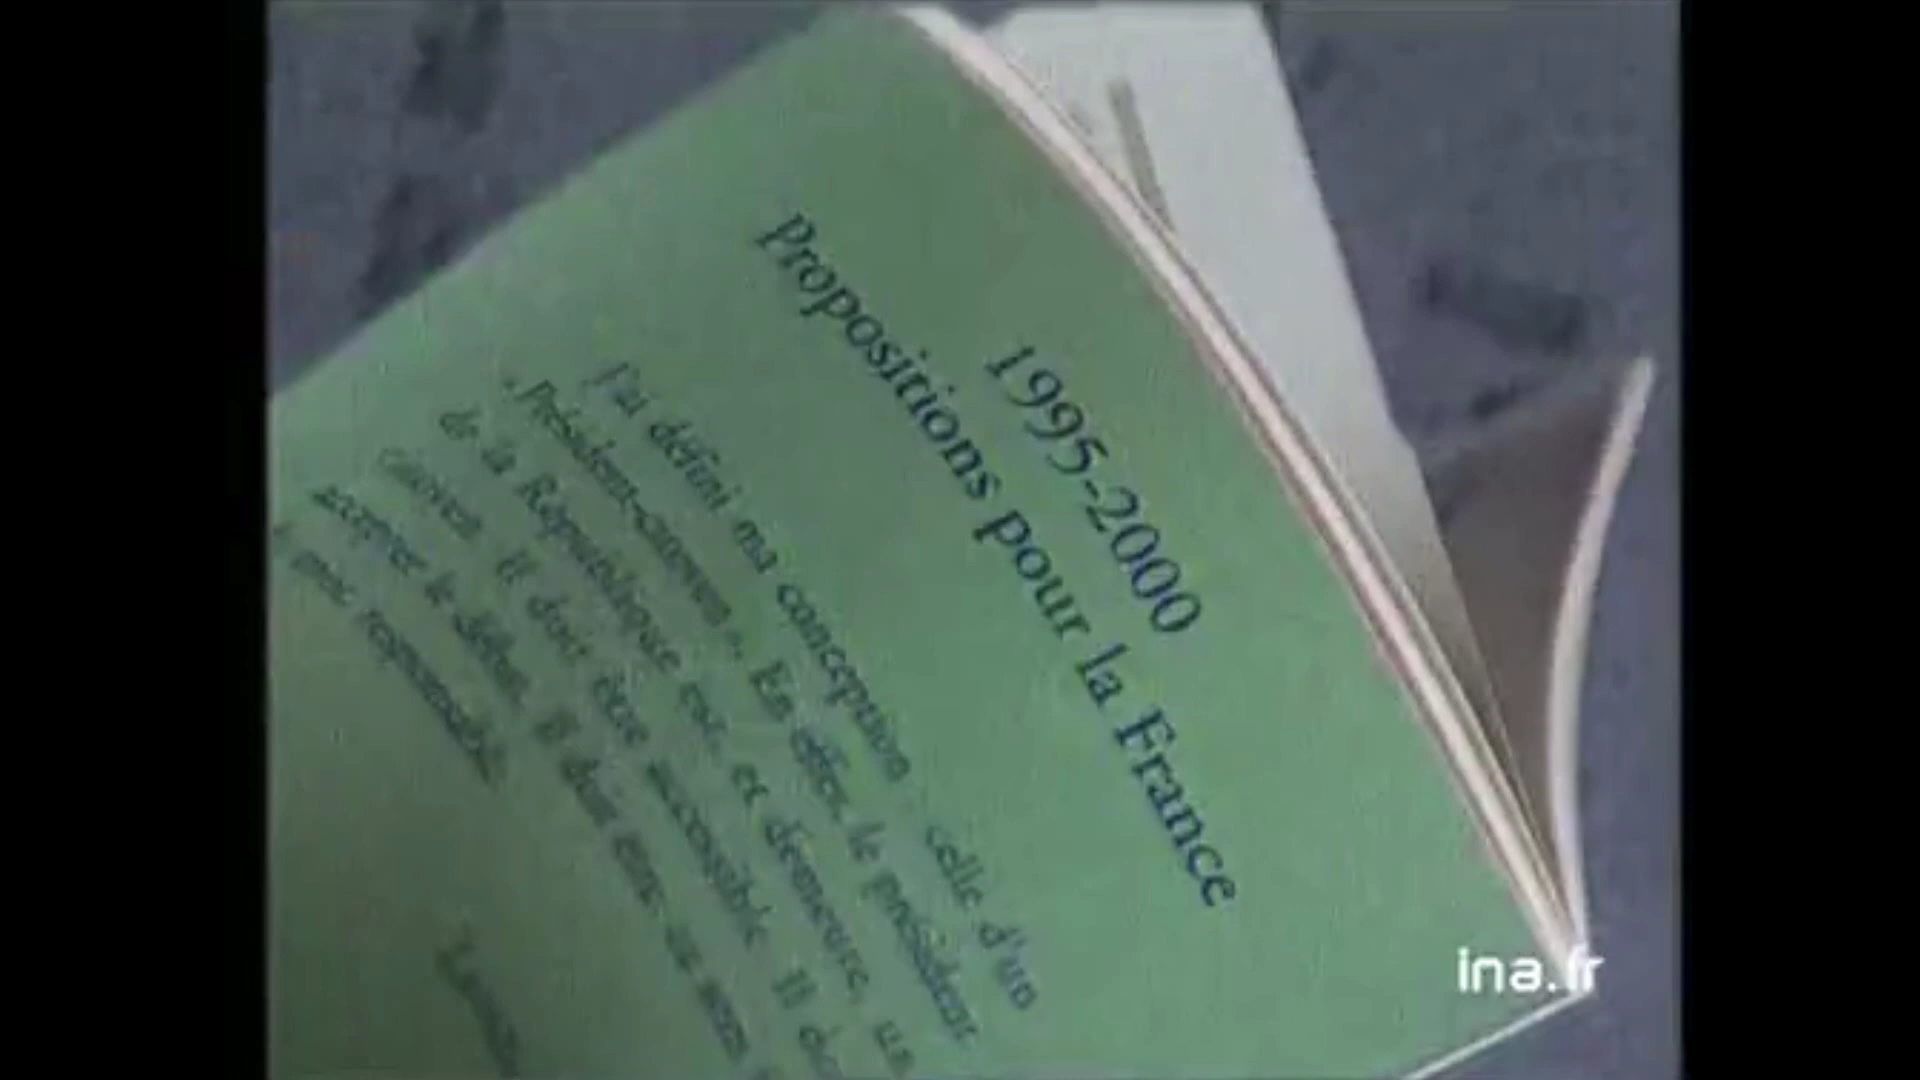 1995-2000
Propositions pour la France
J'ai défini ma conception : celle d'un
« Président-citoyen ». En effet, le président
de la République est, et demeure, un
citoyen. Il doit être accessible. Il do
accepter le débat. Il doit être
responsable
ina.fr